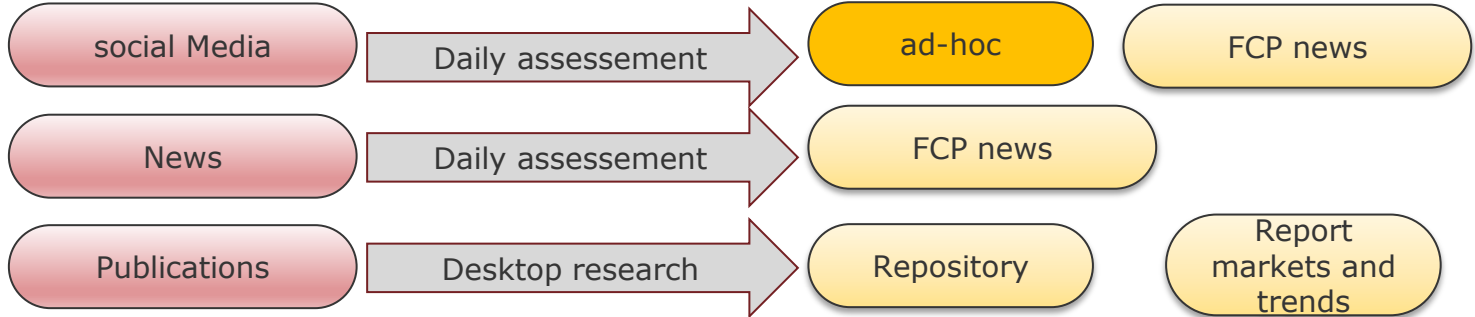 social Media
Daily assessement
ad-hoc
FCP news
News
Daily assessement
FCP news
Publications
Desktop research
Repository
Report
markets and
trends